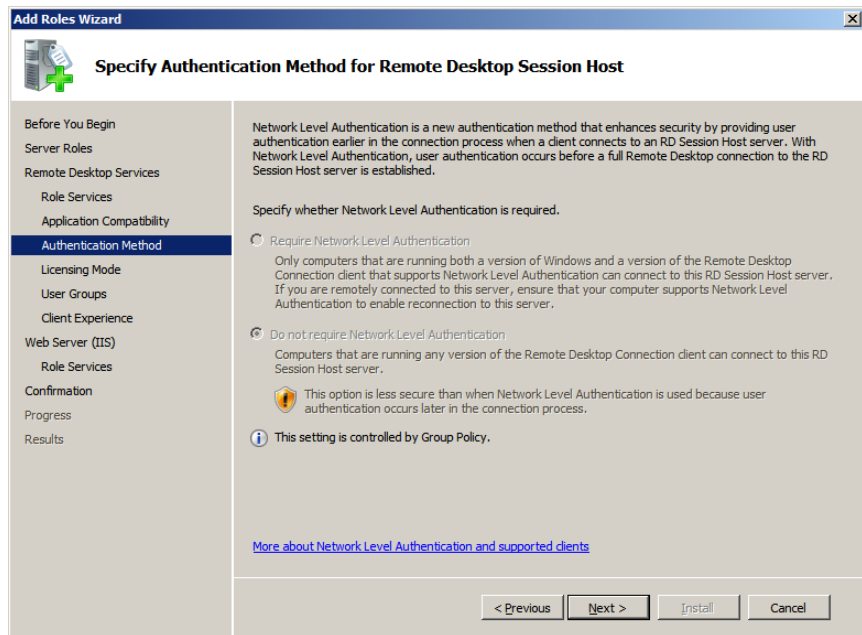 Add Roles Wizard
Specify Authentication Method for Remote Desktop Session Host
Before You Begin
Server Roles
Remote Desktop Services
Role Services
Application Compatibility
Authentication Method
Licensing Mode
User Groups
Client Experience
Web Server (IIS)
Role Services
Confirmation
Progress
Results
Network Level Authentication is a new authentication method that enhances security by providing user
authentication earlier in the connection process when a client connects to an RD Session Host server. With
Network Level Authentication, user authentication occurs before a full Remote Desktop connection to the RD
Session Host server is established.
Specify whether Network Level Authentication is required.
Require Network Level Authentication
Only computers that are running both a version of Windows and a version of the Remote Desktop
Connection client that supports Network Level Authentication can connect to this RD Session Host server.
If you are remotely connected to this server, ensure that your computer supports Network Level
Authentication to enable reconnection to this server.
Do not require Network Level Authentication
Computers that are running any version of the Remote Desktop Connection client can connect to this RD
Session Host server.
This option is less secure than when Network Level Authentication is used because user
authentication occurs later in the connection process.
This setting is controlled by Group Policy.
More about Network Level Authentication and supported clients
< Previous
Next >
Install
Cancel